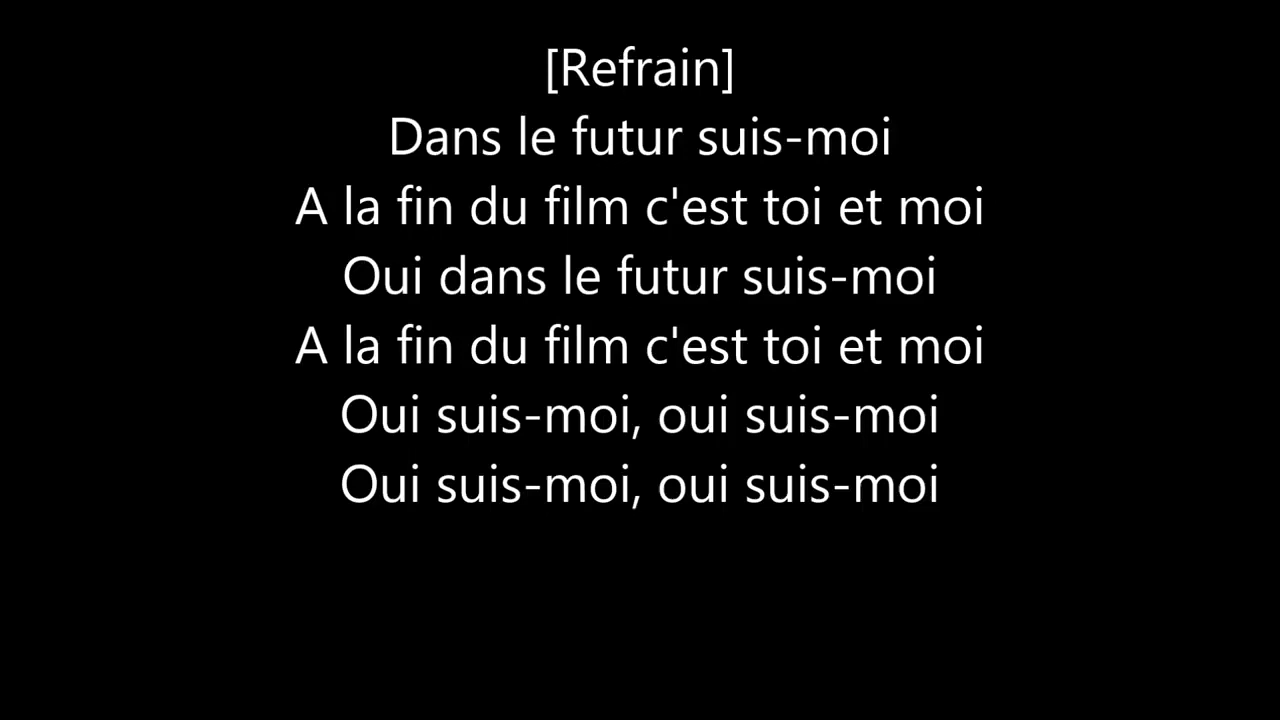 [Refrain]
Dans le futur suis-moi
A la fin du film c'est toi et moi
Oui dans le futur suis-moi
A la fin du film c'est toi et moi
Oui suis-moi, oui suis-moi
Oui suis-moi, oui suis-moi